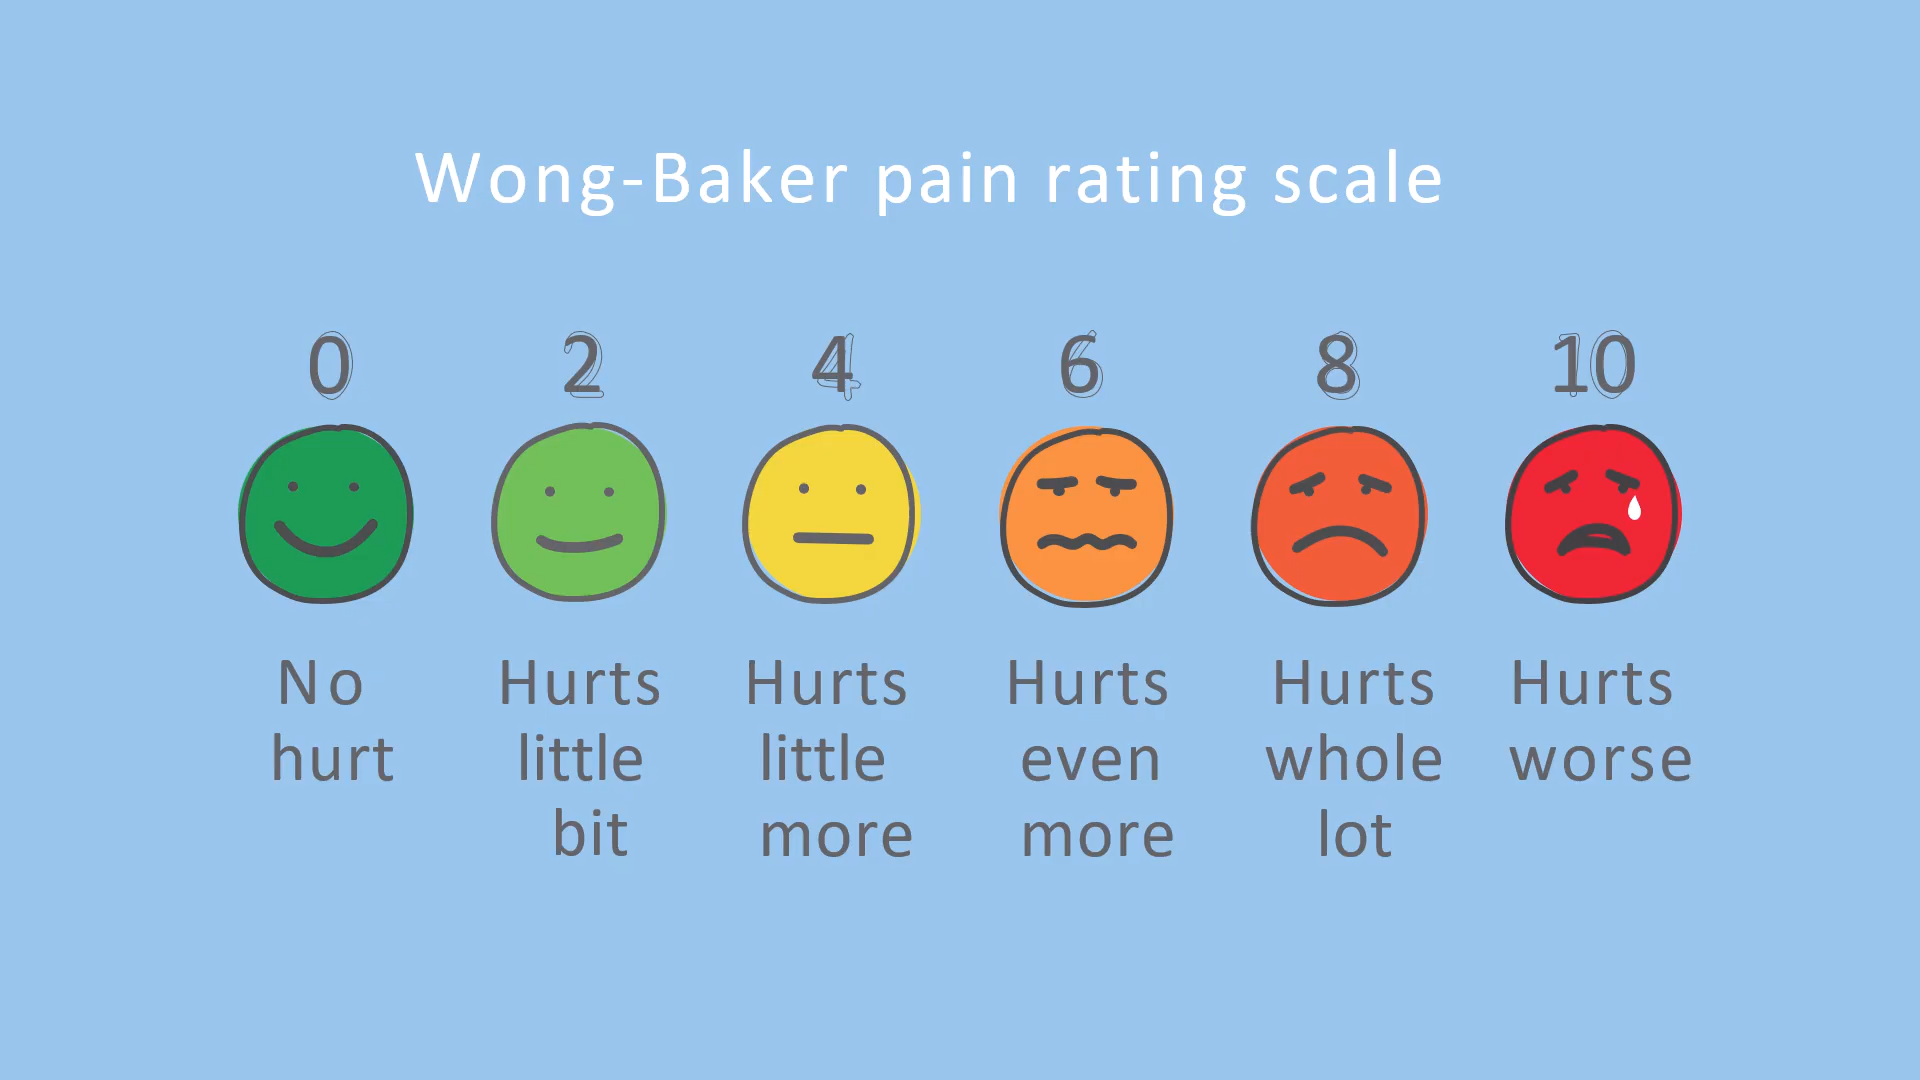 Wong-Baker pain rating scale
0 2 4 6 8 10
No Hurts Hurts Hurts Hurts Hurts
hurt little little even whole worse
bit more more lot